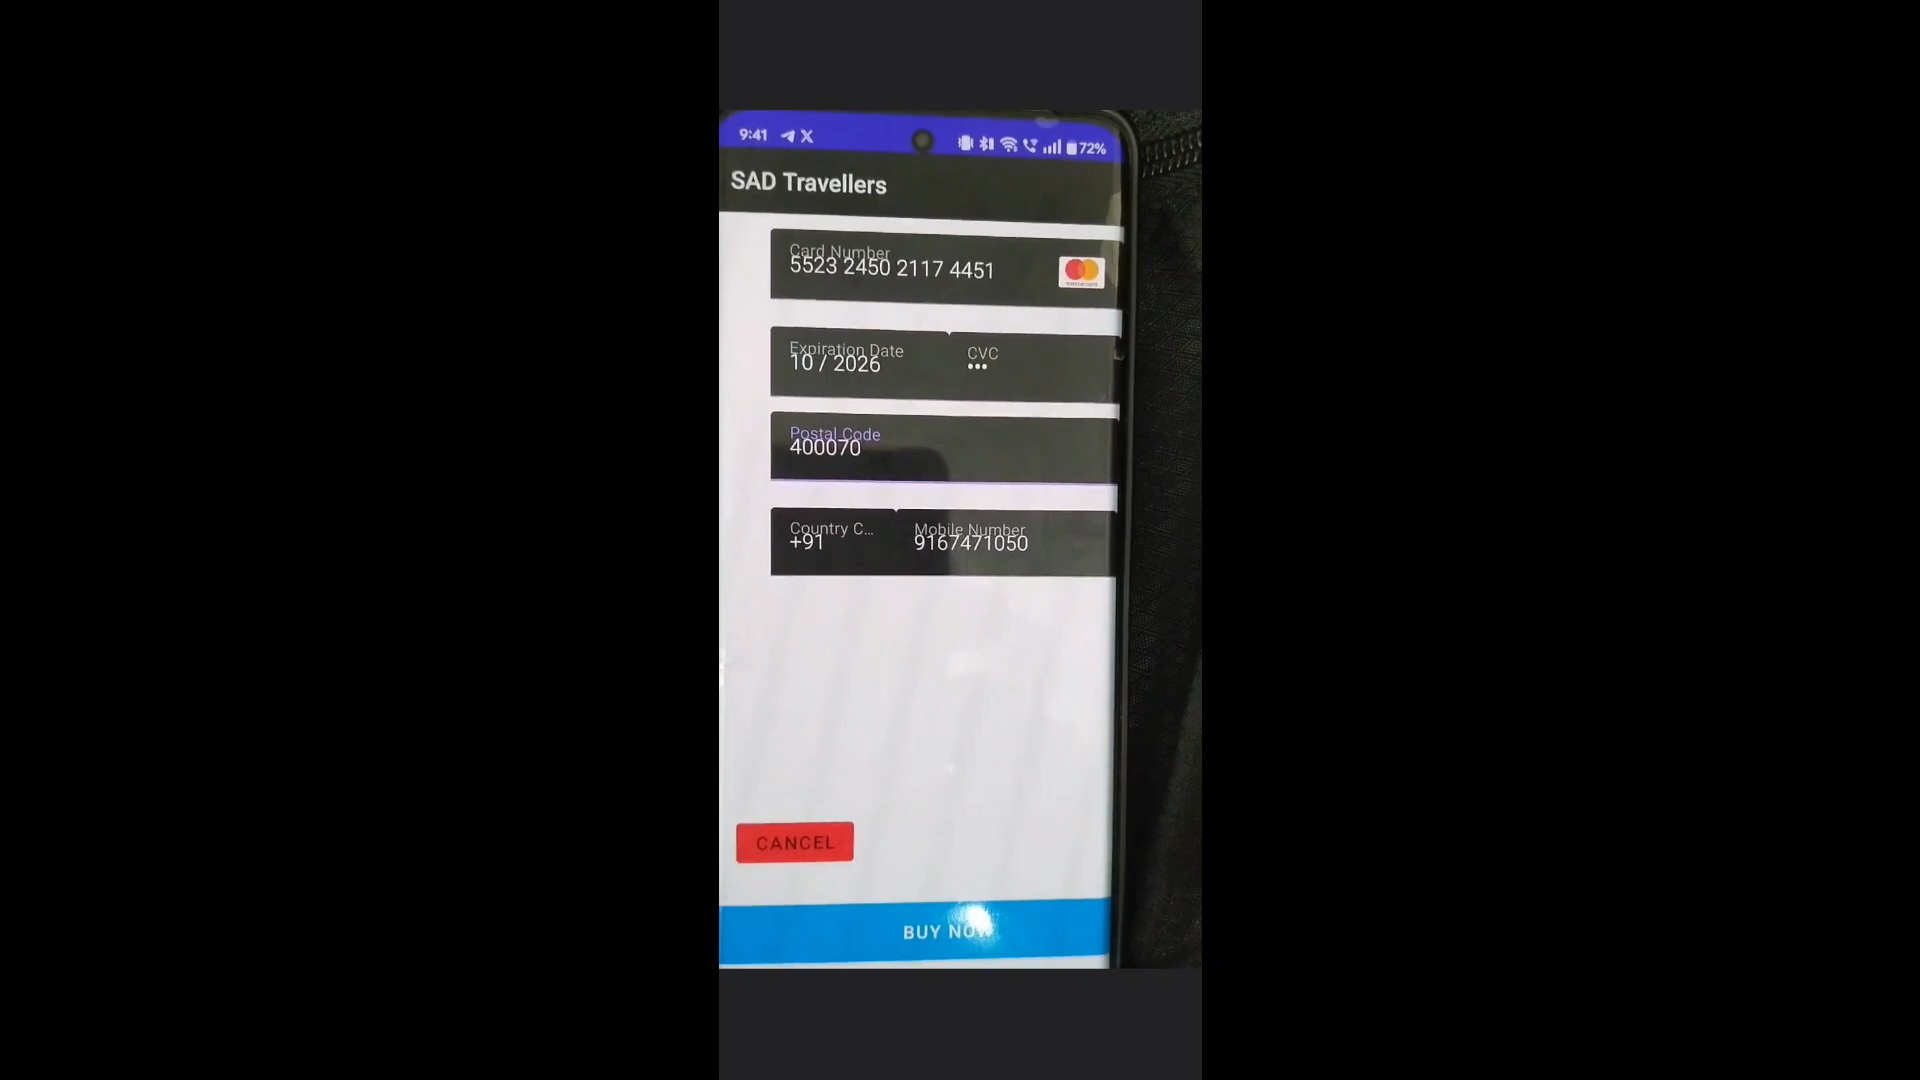 9:41 72%
SAD Travellers
Card Number
5523 2450 2117 4451
mastercard
Expiration Date CVC
10 / 2026 •••
Postal Code
400070
Country C... Mobile Number
+91 9167471050
CANCEL
BUY NOW